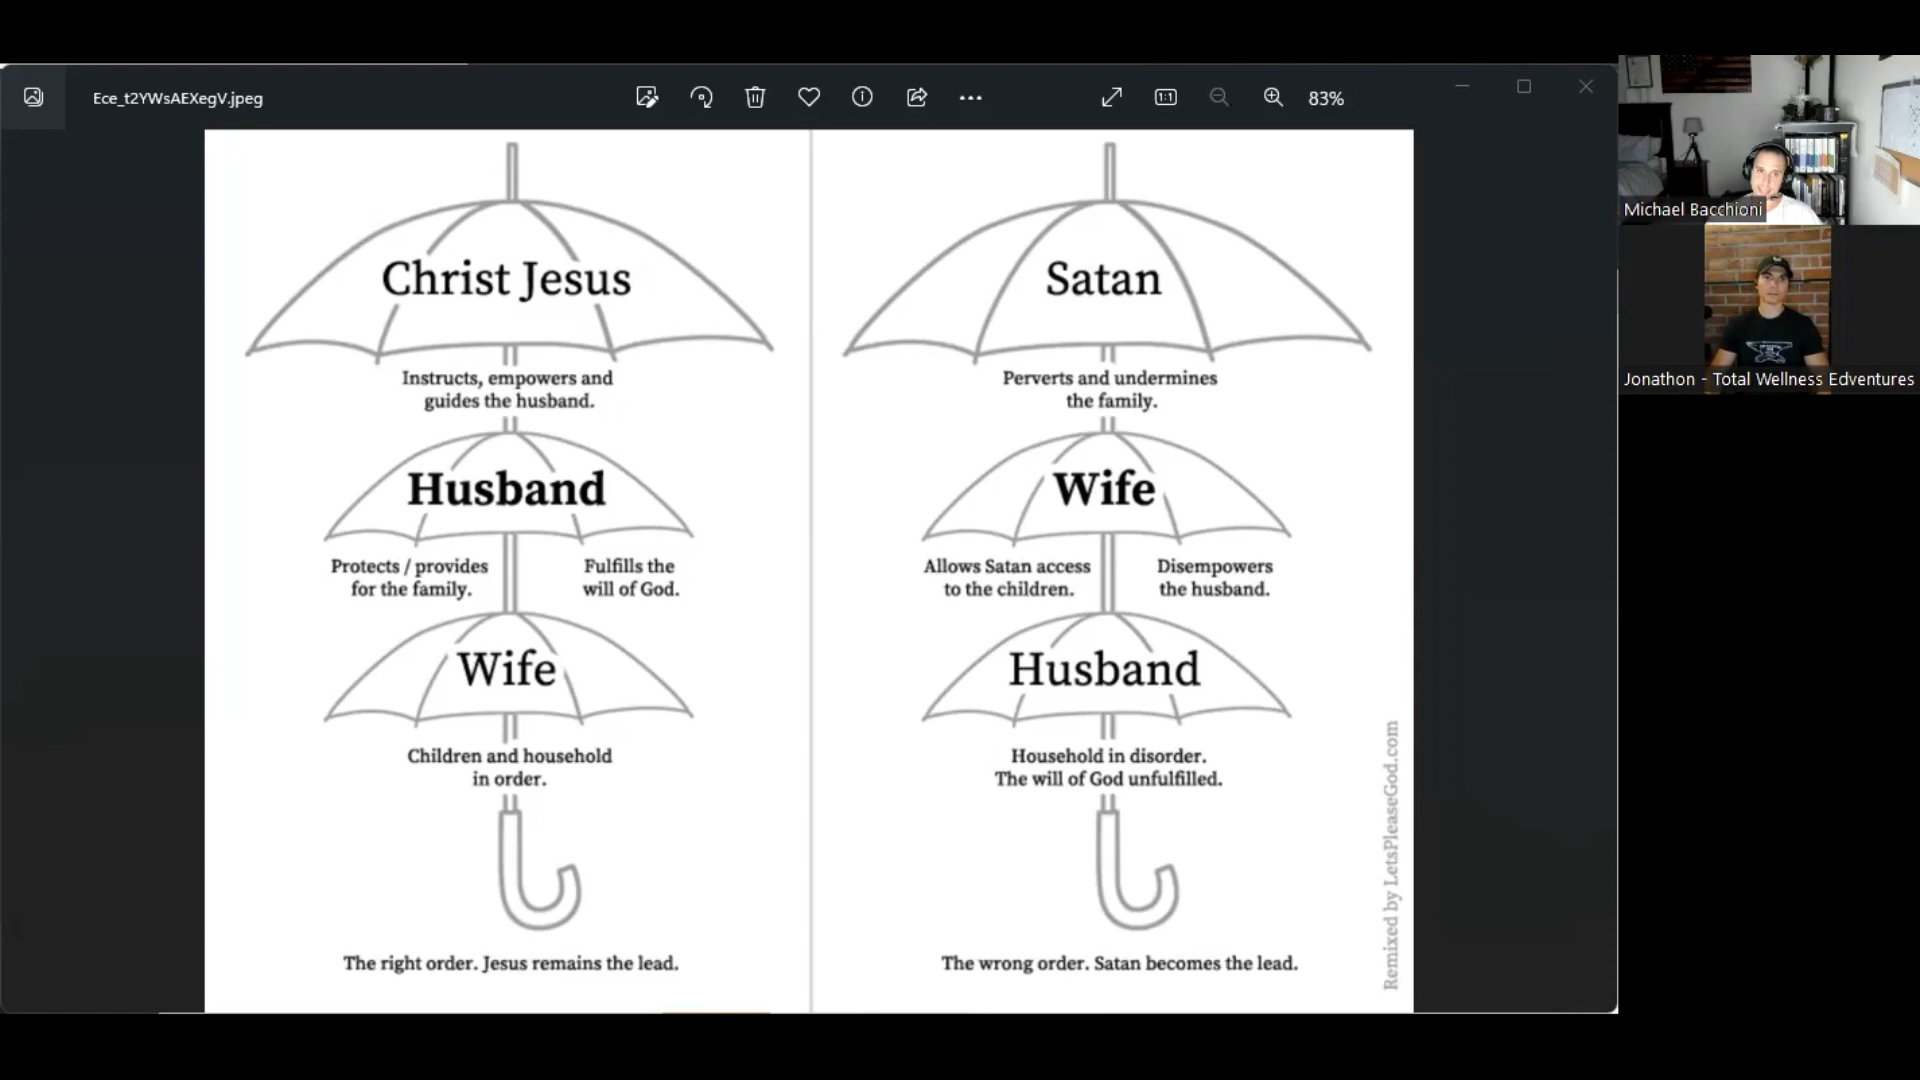 Ece_t2YWsAEXegV.jpeg
83%
Christ Jesus
Instructs, empowers and
guides the husband.
Husband
Protects / provides
for the family.
Fulfills the
will of God.
Wife
Children and household
in order.
The right order. Jesus remains the lead.
Satan
Perverts and undermines
the family.
Wife
Allows Satan access
to the children.
Disempowers
the husband.
Husband
Household in disorder.
The will of God unfulfilled.
The wrong order. Satan becomes the lead.
Remixed by LetsPleaseGod.com
Michael Bacchioni
Jonathon - Total Wellness Edventures
1:1